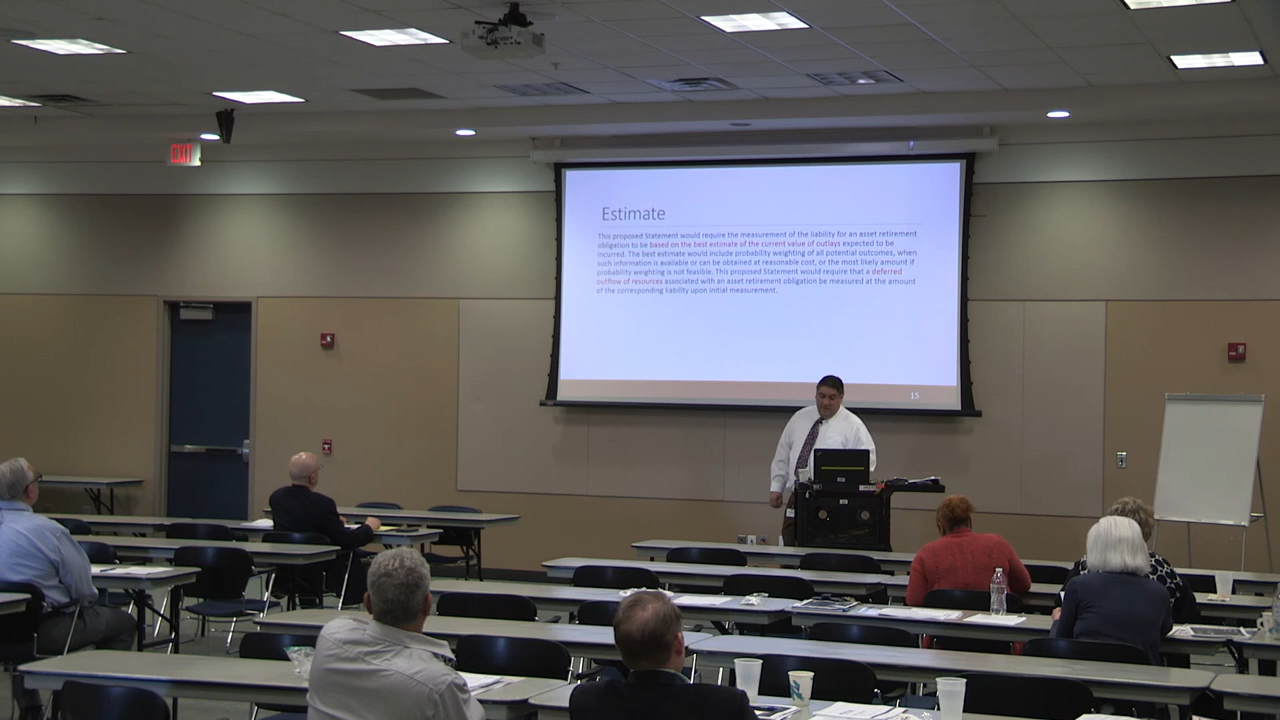 EXIT
Estimate
This proposed Statement would require the measurement of the liability for an asset retirement
obligation to be based on the best estimate of the current value of outlays expected to be
incurred. The best estimate would include probability weighting of all potential outcomes, when
such information is available or can be obtained at reasonable cost, or the most likely amount if
probability weighting is not feasible. This proposed Statement would require that a deferred
outflow of resources associated with an asset retirement obligation be measured at the amount
of the corresponding liability upon initial measurement.
15